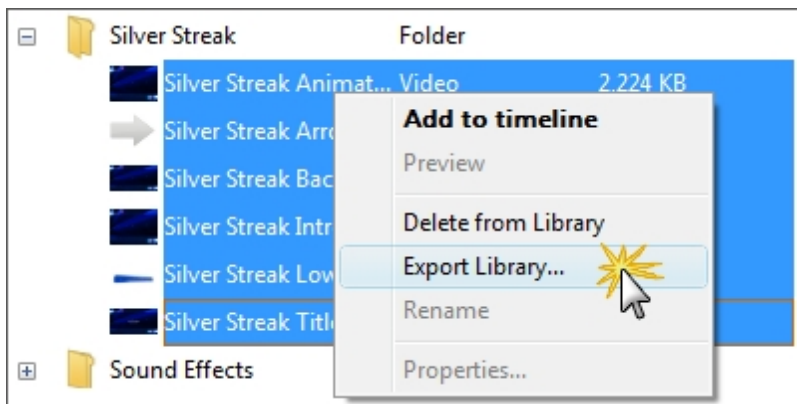 Silver Streak Folder
Silver Streak Animat... Video 2.224 KB
Silver Streak Arro
Silver Streak Bac
Silver Streak Intr
Silver Streak Low
Silver Streak Title
Sound Effects
Add to timeline
Preview
Delete from Library
Export Library...
Rename
Properties...